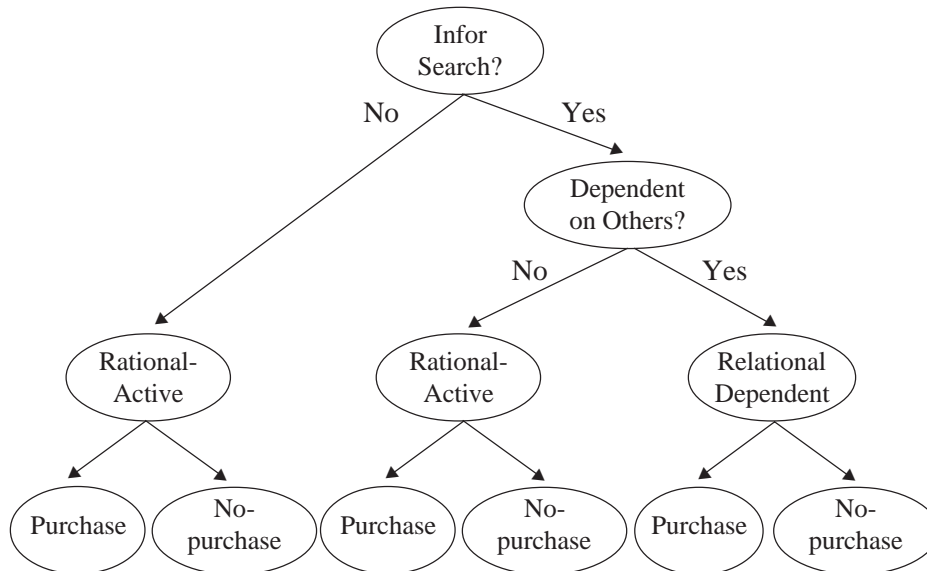 Infor
Search?
No
Yes
Dependent
on Others?
No
Yes
Rational-
Active
Rational-
Active
Relational
Dependent
Purchase
No-
purchase
Purchase
No-
purchase
Purchase
No-
purchase